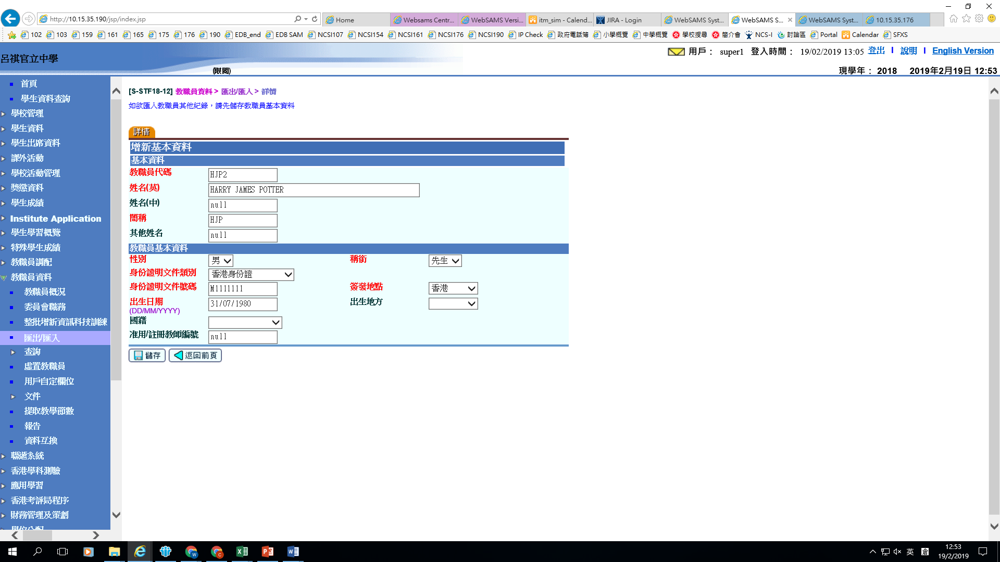 http://10.15.35.190/jsp/index.jsp
Home
Websams Centr...
WebSAMS Versi...
itm_sim - Calend...
JIRA - Login
WebSAMS Syst...
WebSAMS S...
WebSAMS Syst...
10.15.35.176
102 103 159 161 165 175 176 190 EDB_end EDB SAM NCSI107 NCSI154 NCSI161 NCSI176 NCSI190 IP Check 政府電話簿 小學概覽 中學概覽 學校搜尋 簡介會 NCS-I 討論區 Portal Calendar SFXS
呂祺官立中學
(限閱)
用戶： super1 登入時間： 19/02/2019 13:05 登出 | 說明 | English Version
現學年： 2018 2019年2月19日 12:53
首頁
學生資料查詢
學校管理
學生資料
學生出席資料
課外活動
學校活動管理
獎懲資料
學生成績
Institute Application
學生學習概覽
特殊學生成績
教職員調配
教職員資料
教職員概況
委員會職務
整批增新資訊科技訓練
匯出/匯入
查詢
虛置教職員
用戶自定欄位
文件
提取教學節數
報告
資料互換
聯遞系統
香港學科測驗
應用學習
香港考評局程序
財務管理及策劃
學位分配
[S-STF18-12] 教職員資料 > 匯出/匯入 > 詳情
如欲匯入教職員其他紀錄，請先儲存教職員基本資料
詳情
增新基本資料
基本資料
教職員代碼 HJP2
姓名(英) HARRY JAMES POTTER
姓名(中) null
簡稱 HJP
其他姓名 null
教職員基本資料
性別 男 稱銜 先生
身份證明文件類別 香港身份證
身份證明文件號碼 M1111111 簽發地點 香港
出生日期 31/07/1980 出生地方
(DD/MM/YYYY)
國籍
准用/註冊教師編號 null
儲存 返回前頁
英 倉
12:53
19/2/2019